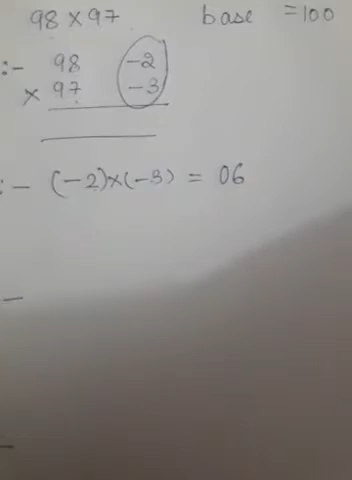 98 × 97 base = 100
:- 98 -2
× 97 -3
:- (-2)×(-3) = 06
-
-